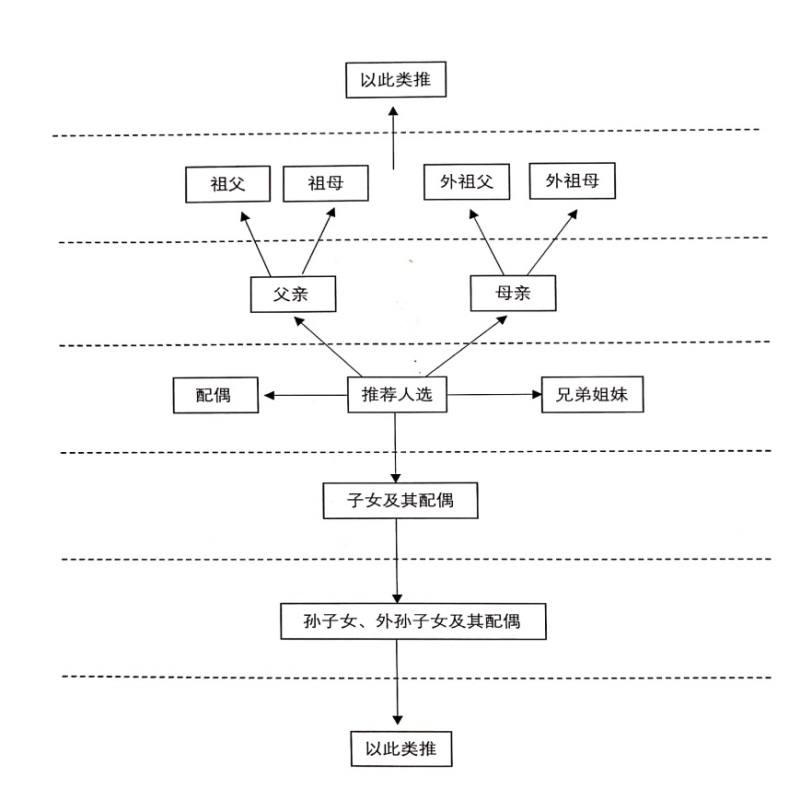 以此类推
祖父
祖母
外祖父
外祖母
父亲
母亲
配偶
推荐人选
兄弟姐妹
子女及其配偶
孙子女、外孙子女及其配偶
以此类推